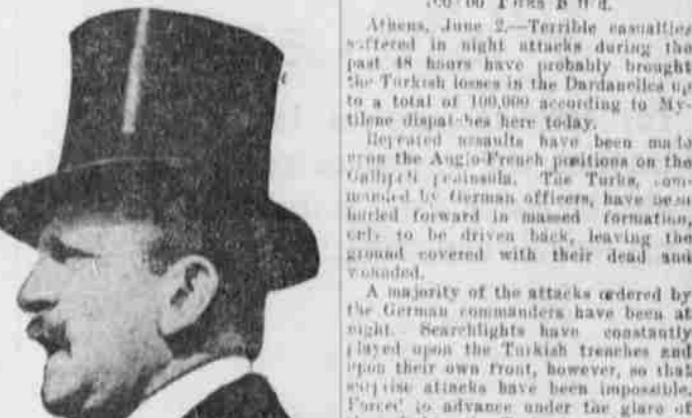 Athens, June 2.—Terrible casualties
suffered in night attacks during the
past 48 hours have probably brought
the Turkish losses in the Dardanelles up
to a total of 100,000 according to My-
tilene dispatches here today.
Repeated assaults have been made
upon the Anglo-French positions on the
Gallipoli peninsula. The Turks, com-
manded by German officers, have been
hurled forward in massed formation,
only to be driven back, leaving the
ground covered with their dead and
wounded.
A majority of the attacks ordered by
the German commanders have been at
night. Searchlights have constantly
played upon the Turkish trenches and
upon their own front, however, so that
surprise attacks have been impossible.
Forced to advance under the glare of